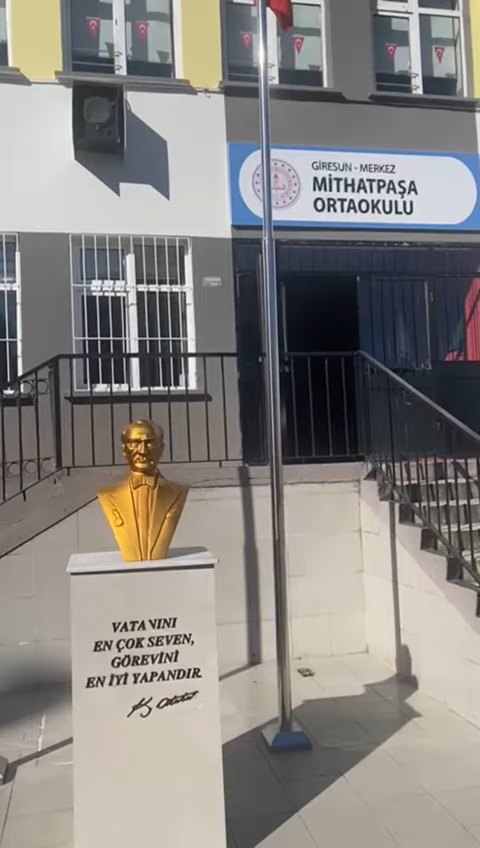 GİRESUN - MERKEZ
MİTHATPAŞA
ORTAOKULU
VATANINI
EN ÇOK SEVEN,
GÖREVİNİ
EN İYİ YAPANDIR.
K. Atatürk